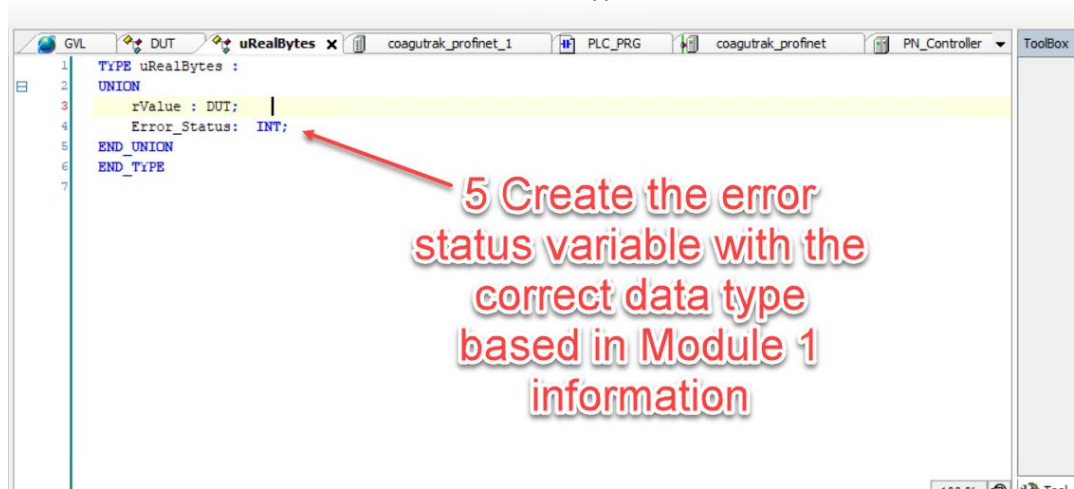 GVL DUT uRealBytes X coagutrak_profinet_1 PLC_PRG coagutrak_profinet PN_Controller ToolBox
1 TYPE uRealBytes :
2 UNION
3 rValue : DUT;
4 Error_Status: INT;
5 END_UNION
6 END_TYPE
7
5 Create the error
status variable with the
correct data type
based in Module 1
information